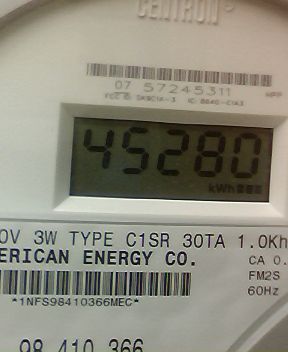 CENTRON
07 57245311
45280
kWh
0V 3W TYPE C1SR 30TA 1.0Kh
ERICAN ENERGY CO.
CA 0.
FM2S
60Hz
*1NFS98410366MEC*
98 410 366